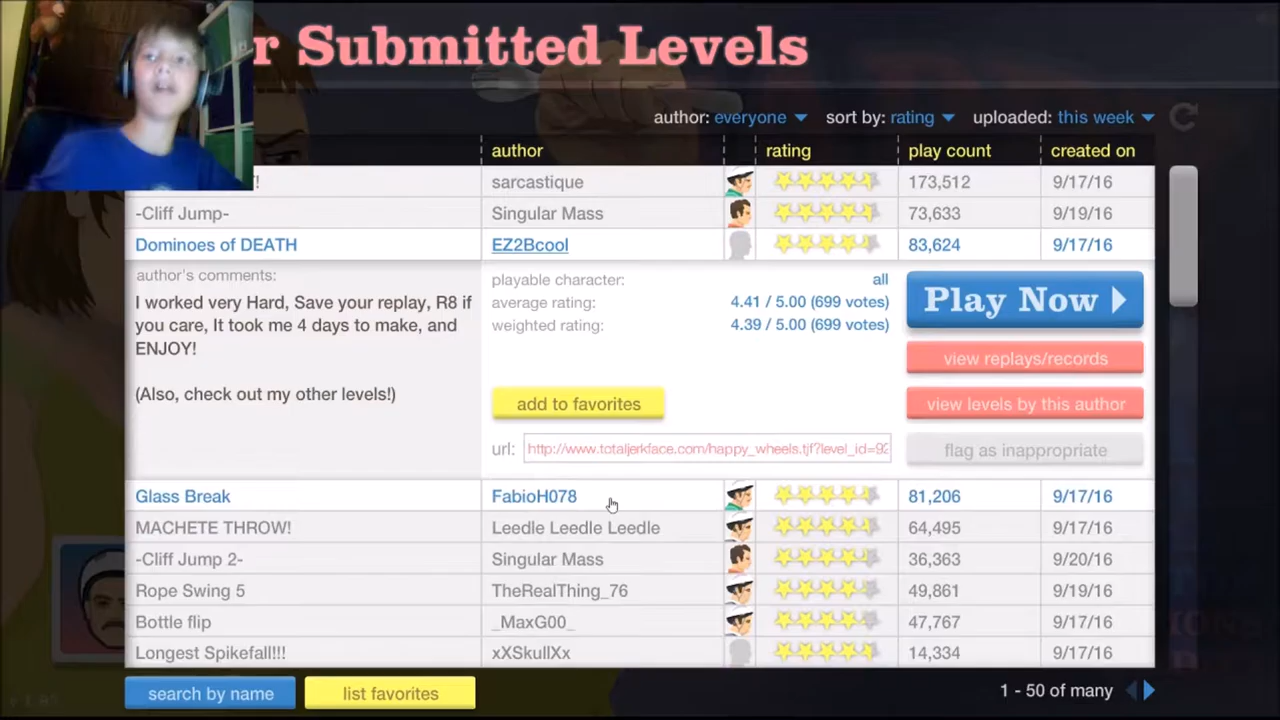 r Submitted Levels
author: everyone sort by: rating uploaded: this week
author rating play count created on
!
sarcastique 173,512 9/17/16
-Cliff Jump- Singular Mass 73,633 9/19/16
Dominoes of DEATH EZ2Bcool 83,624 9/17/16
author's comments:
I worked very Hard, Save your replay, R8 if
you care, It took me 4 days to make, and
ENJOY!
(Also, check out my other levels!)
playable character: all
average rating: 4.41 / 5.00 (699 votes)
weighted rating: 4.39 / 5.00 (699 votes)
add to favorites
url: http://www.totaljerkface.com/happy_wheels.tjf?level_id=92
Play Now
view replays/records
view levels by this author
flag as inappropriate
Glass Break FabioH078 81,206 9/17/16
MACHETE THROW! Leedle Leedle Leedle 64,495 9/17/16
-Cliff Jump 2- Singular Mass 36,363 9/20/16
Rope Swing 5 TheRealThing_76 49,861 9/19/16
Bottle flip _MaxG00_ 47,767 9/17/16
Longest Spikefall!!! xXSkullXx 14,334 9/17/16
search by name list favorites 1 - 50 of many